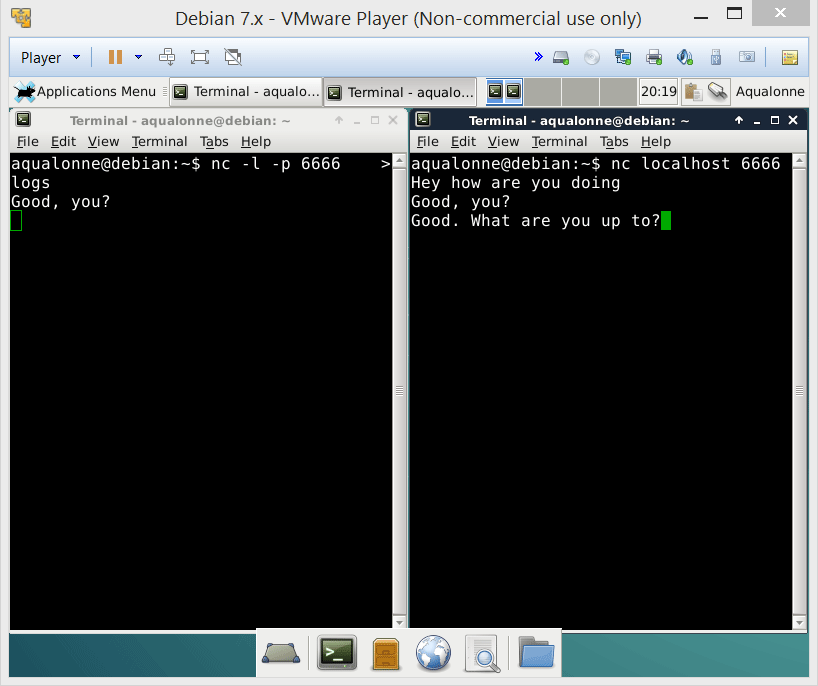 Debian 7.x - VMware Player (Non-commercial use only)
Player
Applications Menu
Terminal - aqualo...
Terminal - aqualo...
20:19
Aqualonne
Terminal - aqualonne@debian: ~
File Edit View Terminal Tabs Help
aqualonne@debian:~$ nc -l -p 6666 >
logs
Good, you?
Terminal - aqualonne@debian: ~
File Edit View Terminal Tabs Help
aqualonne@debian:~$ nc localhost 6666
Hey how are you doing
Good, you?
Good. What are you up to?